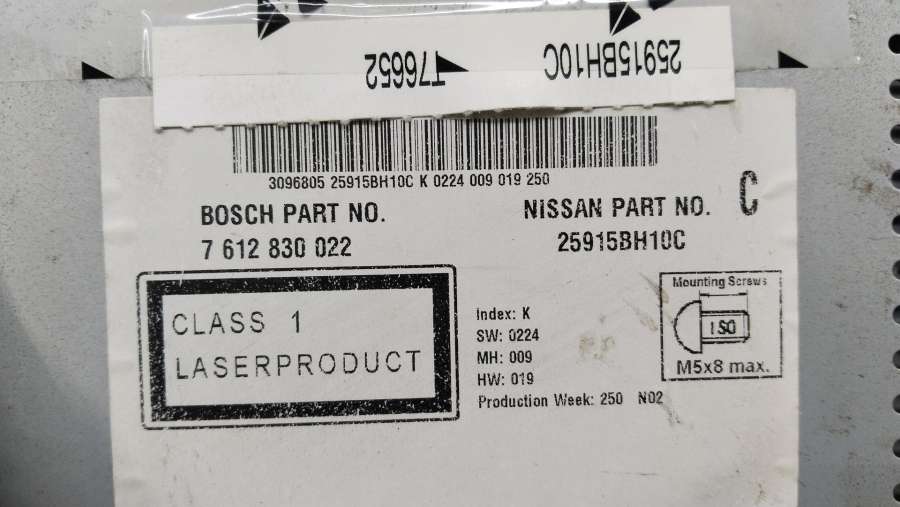 25915BH10C T76652
3096805 25915BH10C K 0224 009 019 250
BOSCH PART NO.
7 612 830 022
NISSAN PART NO.
25915BH10C
C
CLASS 1
LASERPRODUCT
Index: K
SW: 0224
MH: 009
HW: 019
Production Week: 250 N02
Mounting Screws
ISO
M5x8 max.